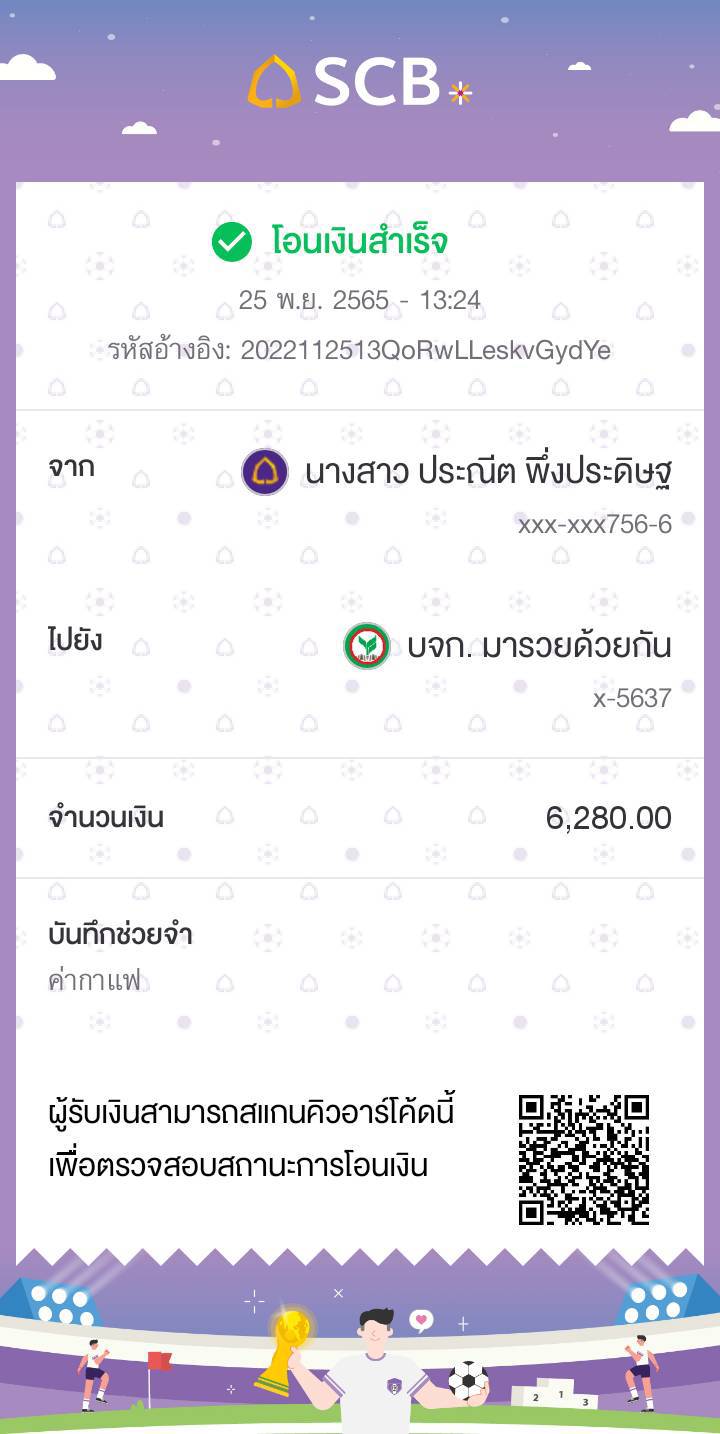 SCB
โอนเงินสำเร็จ
25 พ.ย. 2565 - 13:24
รหัสอ้างอิง: 2022112513QoRwLLeskvGydYe
จาก
นางสาว ประณีต พึ่งประดิษฐ
xxx-xxx756-6
ไปยัง
บจก. มารวยด้วยกัน
x-5637
จำนวนเงิน
6,280.00
บันทึกช่วยจำ
ค่ากาแฟ
ผู้รับเงินสามารถสแกนคิวอาร์โค้ดนี้
เพื่อตรวจสอบสถานะการโอนเงิน
2 1 3